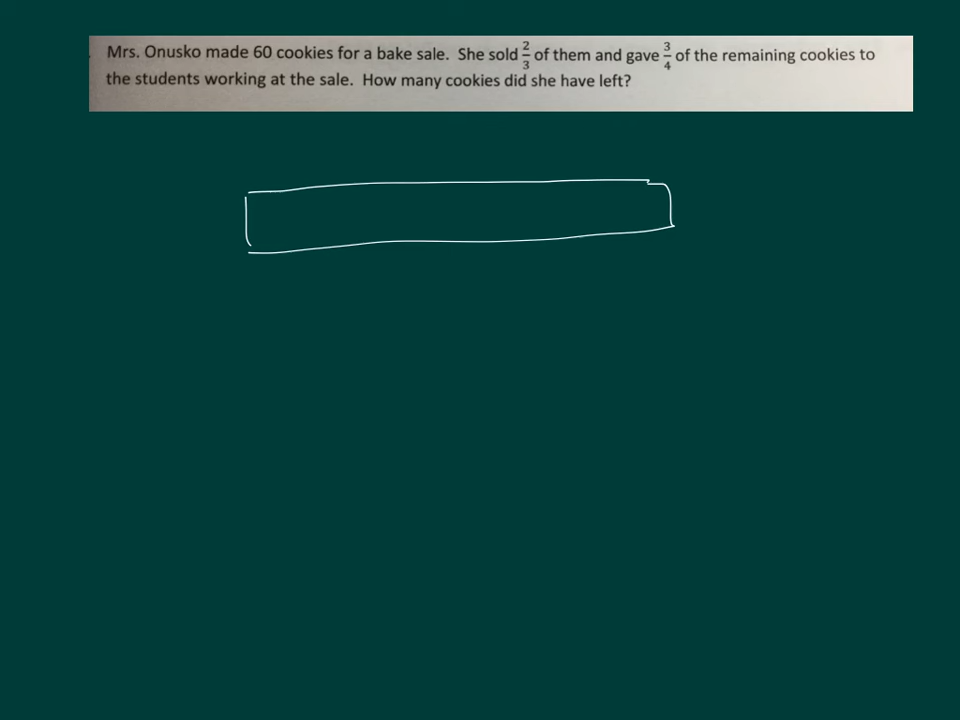 Mrs. Onusko made 60 cookies for a bake sale. She sold 2/3 of them and gave 3/4 of the remaining cookies to
the students working at the sale. How many cookies did she have left?